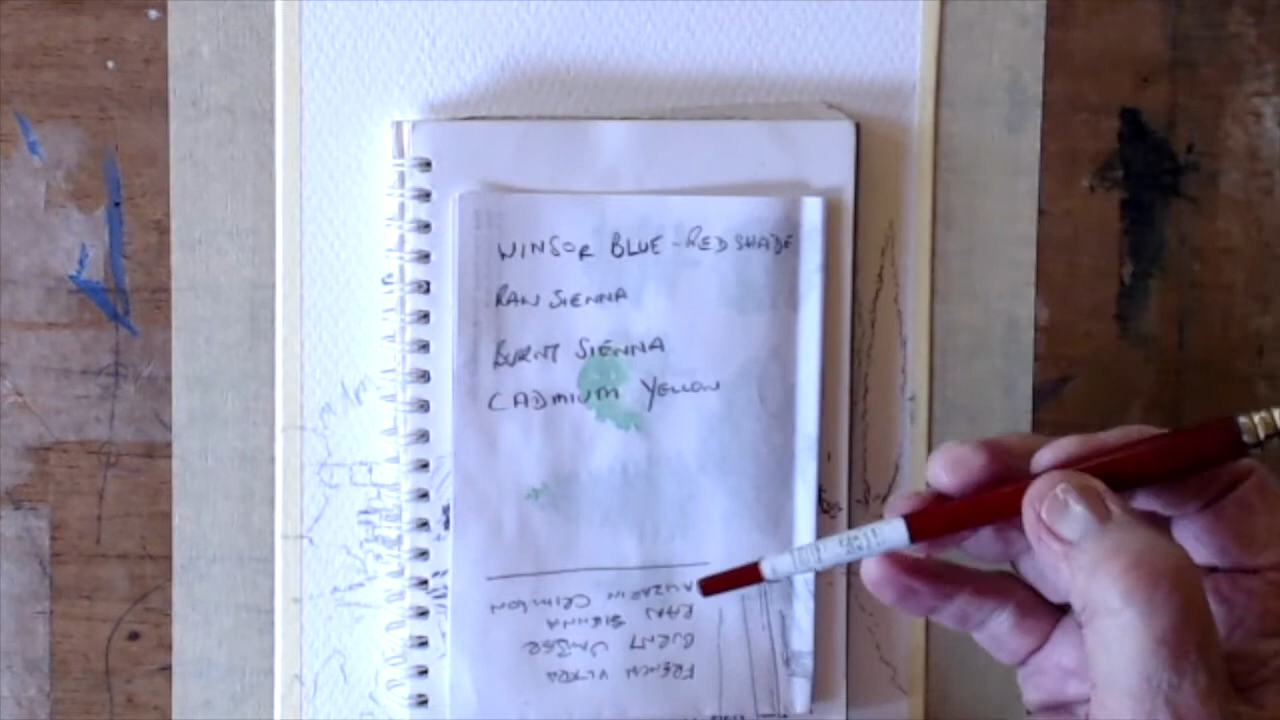 WINSOR BLUE - RED SHADE
RAW SIENNA
BURNT SIENNA
CADMIUM YELLOW
FRENCH ULTRA
BURNT UMBER
RAW SIENNA
ALIZARIN CRIMSON